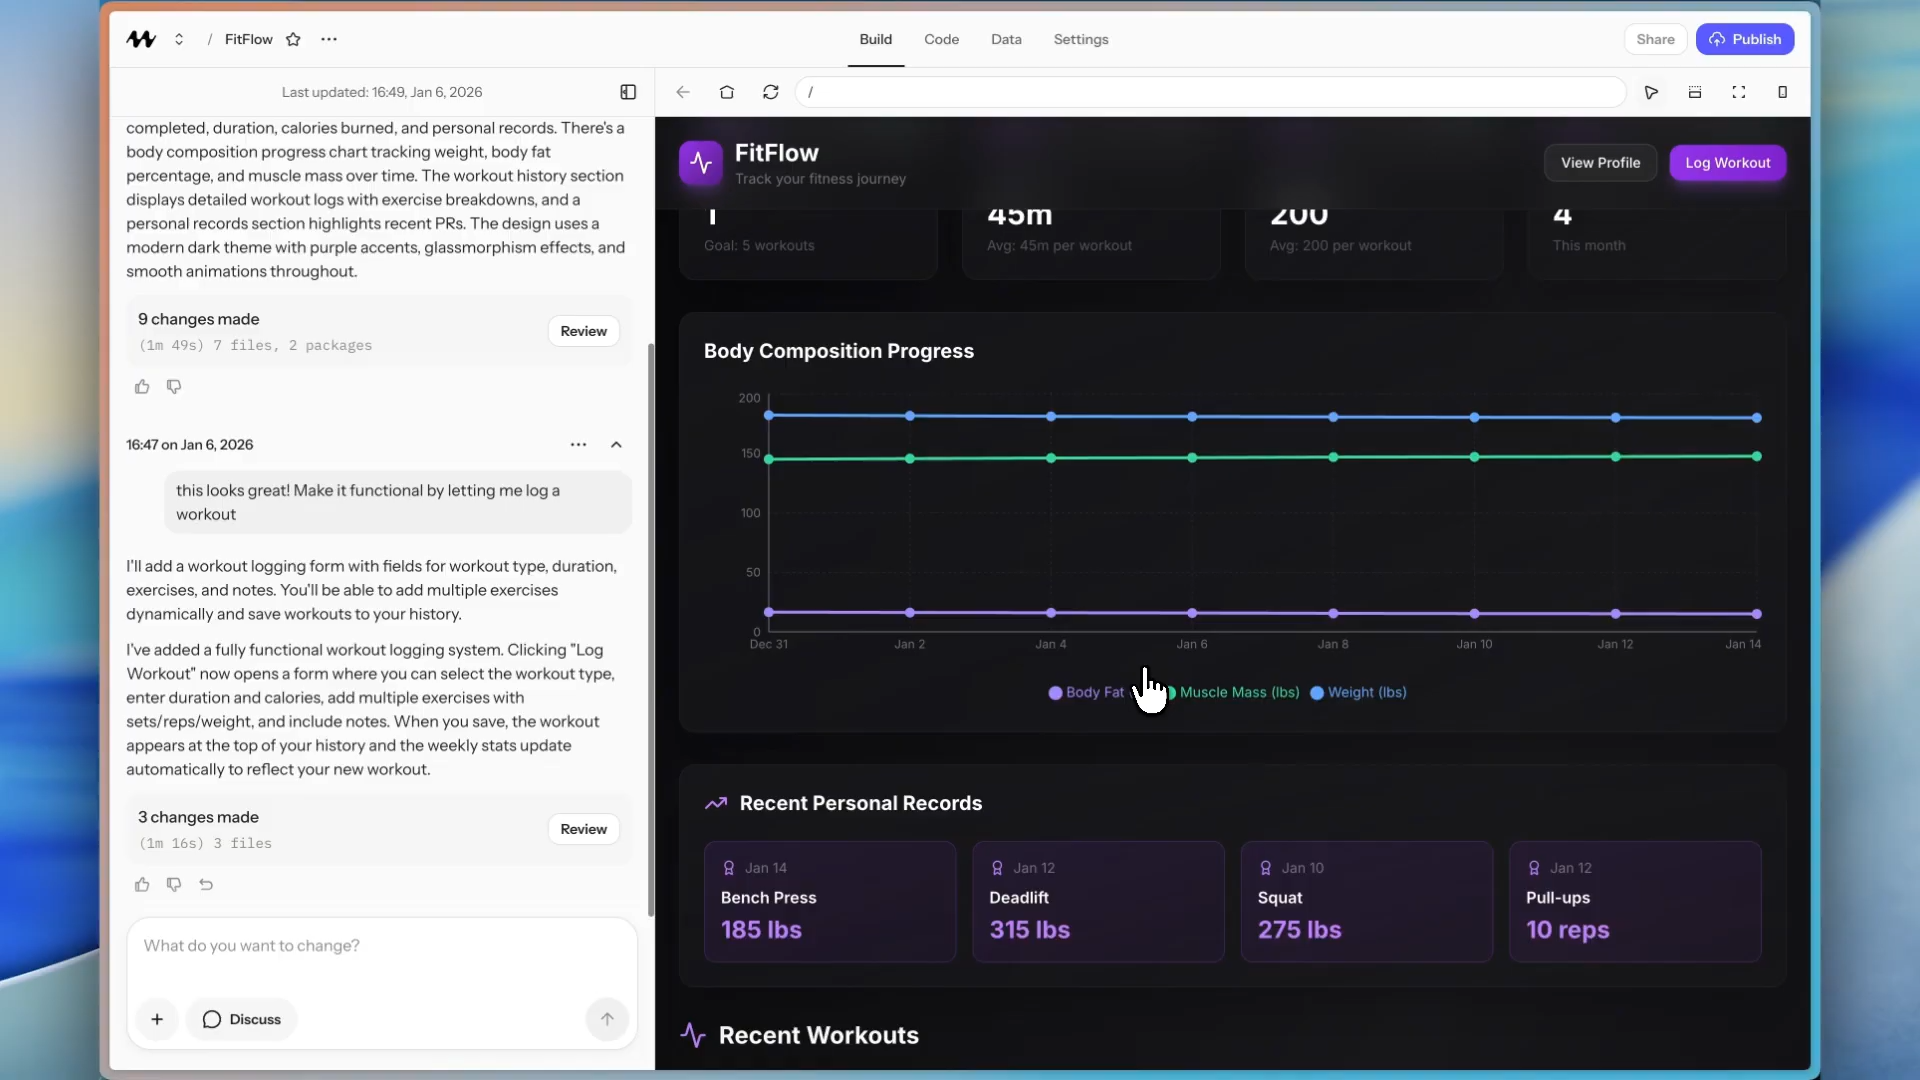 / FitFlow
Build Code Data Settings
Share Publish
Last updated: 16:49, Jan 6, 2026
completed, duration, calories burned, and personal records. There's a
body composition progress chart tracking weight, body fat
percentage, and muscle mass over time. The workout history section
displays detailed workout logs with exercise breakdowns, and a
personal records section highlights recent PRs. The design uses a
modern dark theme with purple accents, glassmorphism effects, and
smooth animations throughout.
9 changes made
(1m 49s) 7 files, 2 packages
Review
16:47 on Jan 6, 2026
this looks great! Make it functional by letting me log a
workout
I'll add a workout logging form with fields for workout type, duration,
exercises, and notes. You'll be able to add multiple exercises
dynamically and save workouts to your history.
I've added a fully functional workout logging system. Clicking "Log
Workout" now opens a form where you can select the workout type,
enter duration and calories, add multiple exercises with
sets/reps/weight, and include notes. When you save, the workout
appears at the top of your history and the weekly stats update
automatically to reflect your new workout.
3 changes made
(1m 16s) 3 files
Review
What do you want to change?
Discuss
/
FitFlow
Track your fitness journey
View Profile
Log Workout
1
Goal: 5 workouts
45m
Avg: 45m per workout
200
Avg: 200 per workout
4
This month
Body Composition Progress
200
150
100
50
0
Dec 31 Jan 2 Jan 4 Jan 6 Jan 8 Jan 10 Jan 12 Jan 14
Body Fat Muscle Mass (lbs) Weight (lbs)
Recent Personal Records
Jan 14
Bench Press
185 lbs
Jan 12
Deadlift
315 lbs
Jan 10
Squat
275 lbs
Jan 12
Pull-ups
10 reps
Recent Workouts